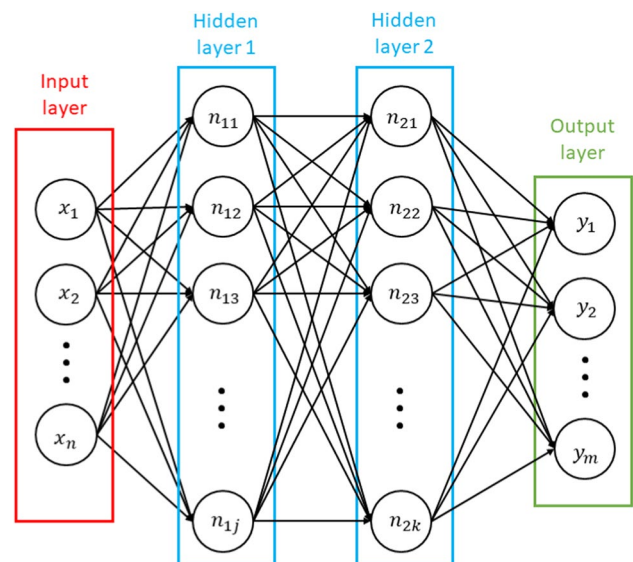 Hidden
layer 1
Hidden
layer 2
Input
layer
Output
layer
x₁
x₂
xₙ
n₁₁
n₁₂
n₁₃
n₁ⱼ
n₂₁
n₂₂
n₂₃
n₂ₖ
y₁
y₂
yₘ